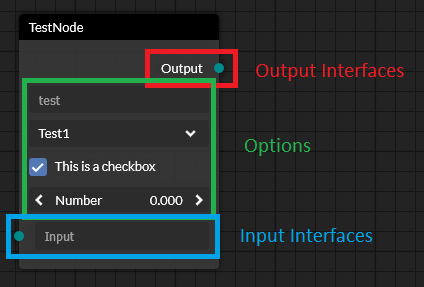 TestNode
Output
Output Interfaces
test
Test1
Options
This is a checkbox
Number 0.000
Input
Input Interfaces